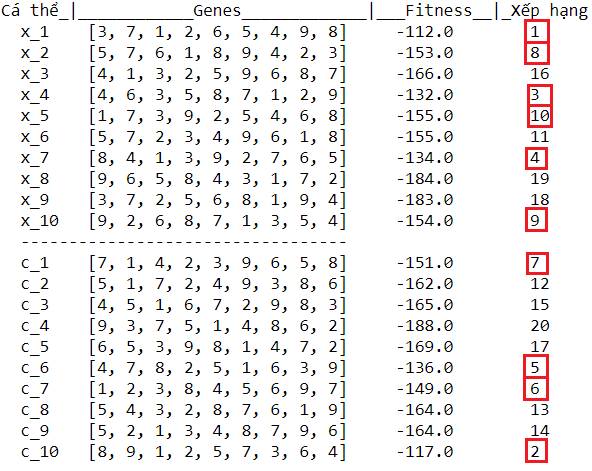 Cá thể_|____________Genes_____________|___Fitness__|_Xếp hạng
x_1 [3, 7, 1, 2, 6, 5, 4, 9, 8] -112.0 1
x_2 [5, 7, 6, 1, 8, 9, 4, 2, 3] -153.0 8
x_3 [4, 1, 3, 2, 5, 9, 6, 8, 7] -166.0 16
x_4 [4, 6, 3, 5, 8, 7, 1, 2, 9] -132.0 3
x_5 [1, 7, 3, 9, 2, 5, 4, 6, 8] -155.0 10
x_6 [5, 7, 2, 3, 4, 9, 6, 1, 8] -155.0 11
x_7 [8, 4, 1, 3, 9, 2, 7, 6, 5] -134.0 4
x_8 [9, 6, 5, 8, 4, 3, 1, 7, 2] -184.0 19
x_9 [3, 7, 2, 5, 6, 8, 1, 9, 4] -183.0 18
x_10 [9, 2, 6, 8, 7, 1, 3, 5, 4] -154.0 9
----------------------------------
c_1 [7, 1, 4, 2, 3, 9, 6, 5, 8] -151.0 7
c_2 [5, 1, 7, 2, 4, 9, 3, 8, 6] -162.0 12
c_3 [4, 5, 1, 6, 7, 2, 9, 8, 3] -165.0 15
c_4 [9, 3, 7, 5, 1, 4, 8, 6, 2] -188.0 20
c_5 [6, 5, 3, 9, 8, 1, 4, 7, 2] -169.0 17
c_6 [4, 7, 8, 2, 5, 1, 6, 3, 9] -136.0 5
c_7 [1, 2, 3, 8, 4, 5, 6, 9, 7] -149.0 6
c_8 [5, 4, 3, 2, 8, 7, 6, 1, 9] -164.0 13
c_9 [5, 2, 1, 3, 4, 8, 7, 9, 6] -164.0 14
c_10 [8, 9, 1, 2, 5, 7, 3, 6, 4] -117.0 2